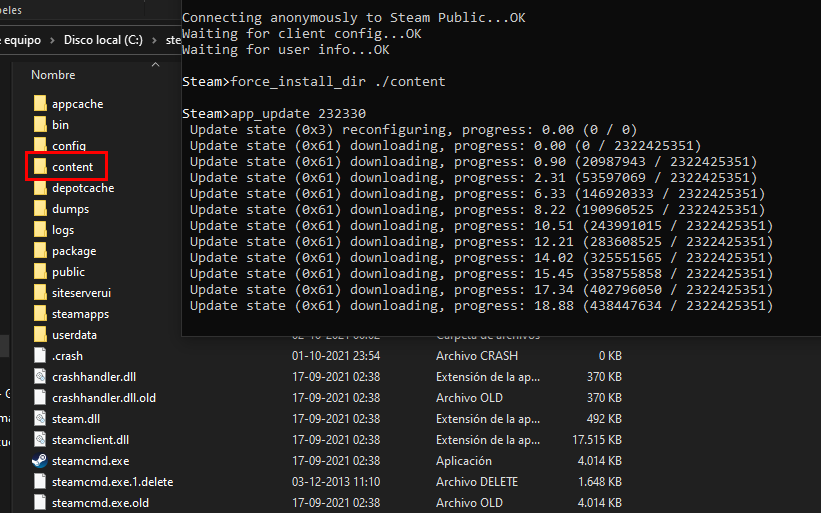 peles
equipo
Disco local (C:)
Nombre
appcache
bin
config
content
depotcache
dumps
logs
package
public
siteserverui
steamapps
userdata
.crash 01-10-2021 23:54 Archivo CRASH 0 KB
crashhandler.dll 17-09-2021 02:38 Extensión de la ap... 370 KB
crashhandler.dll.old 17-09-2021 02:38 Archivo OLD 370 KB
steam.dll 17-09-2021 02:38 Extensión de la ap... 492 KB
steamclient.dll 17-09-2021 02:38 Extensión de la ap... 17.515 KB
steamcmd.exe 17-09-2021 02:38 Aplicación 4.014 KB
steamcmd.exe.1.delete 03-12-2013 11:10 Archivo DELETE 1.648 KB
steamcmd.exe.old 17-09-2021 02:38 Archivo OLD 4.014 KB
Connecting anonymously to Steam Public...OK
Waiting for client config...OK
Waiting for user info...OK
Steam>force_install_dir ./content
Steam>app_update 232330
Update state (0x3) reconfiguring, progress: 0.00 (0 / 0)
Update state (0x61) downloading, progress: 0.00 (0 / 2322425351)
Update state (0x61) downloading, progress: 0.90 (20987943 / 2322425351)
Update state (0x61) downloading, progress: 2.31 (53597069 / 2322425351)
Update state (0x61) downloading, progress: 6.33 (146920333 / 2322425351)
Update state (0x61) downloading, progress: 8.22 (190960525 / 2322425351)
Update state (0x61) downloading, progress: 10.51 (243991015 / 2322425351)
Update state (0x61) downloading, progress: 12.21 (283608525 / 2322425351)
Update state (0x61) downloading, progress: 14.02 (325551565 / 2322425351)
Update state (0x61) downloading, progress: 15.45 (358755858 / 2322425351)
Update state (0x61) downloading, progress: 17.34 (402796050 / 2322425351)
Update state (0x61) downloading, progress: 18.88 (438447634 / 2322425351)